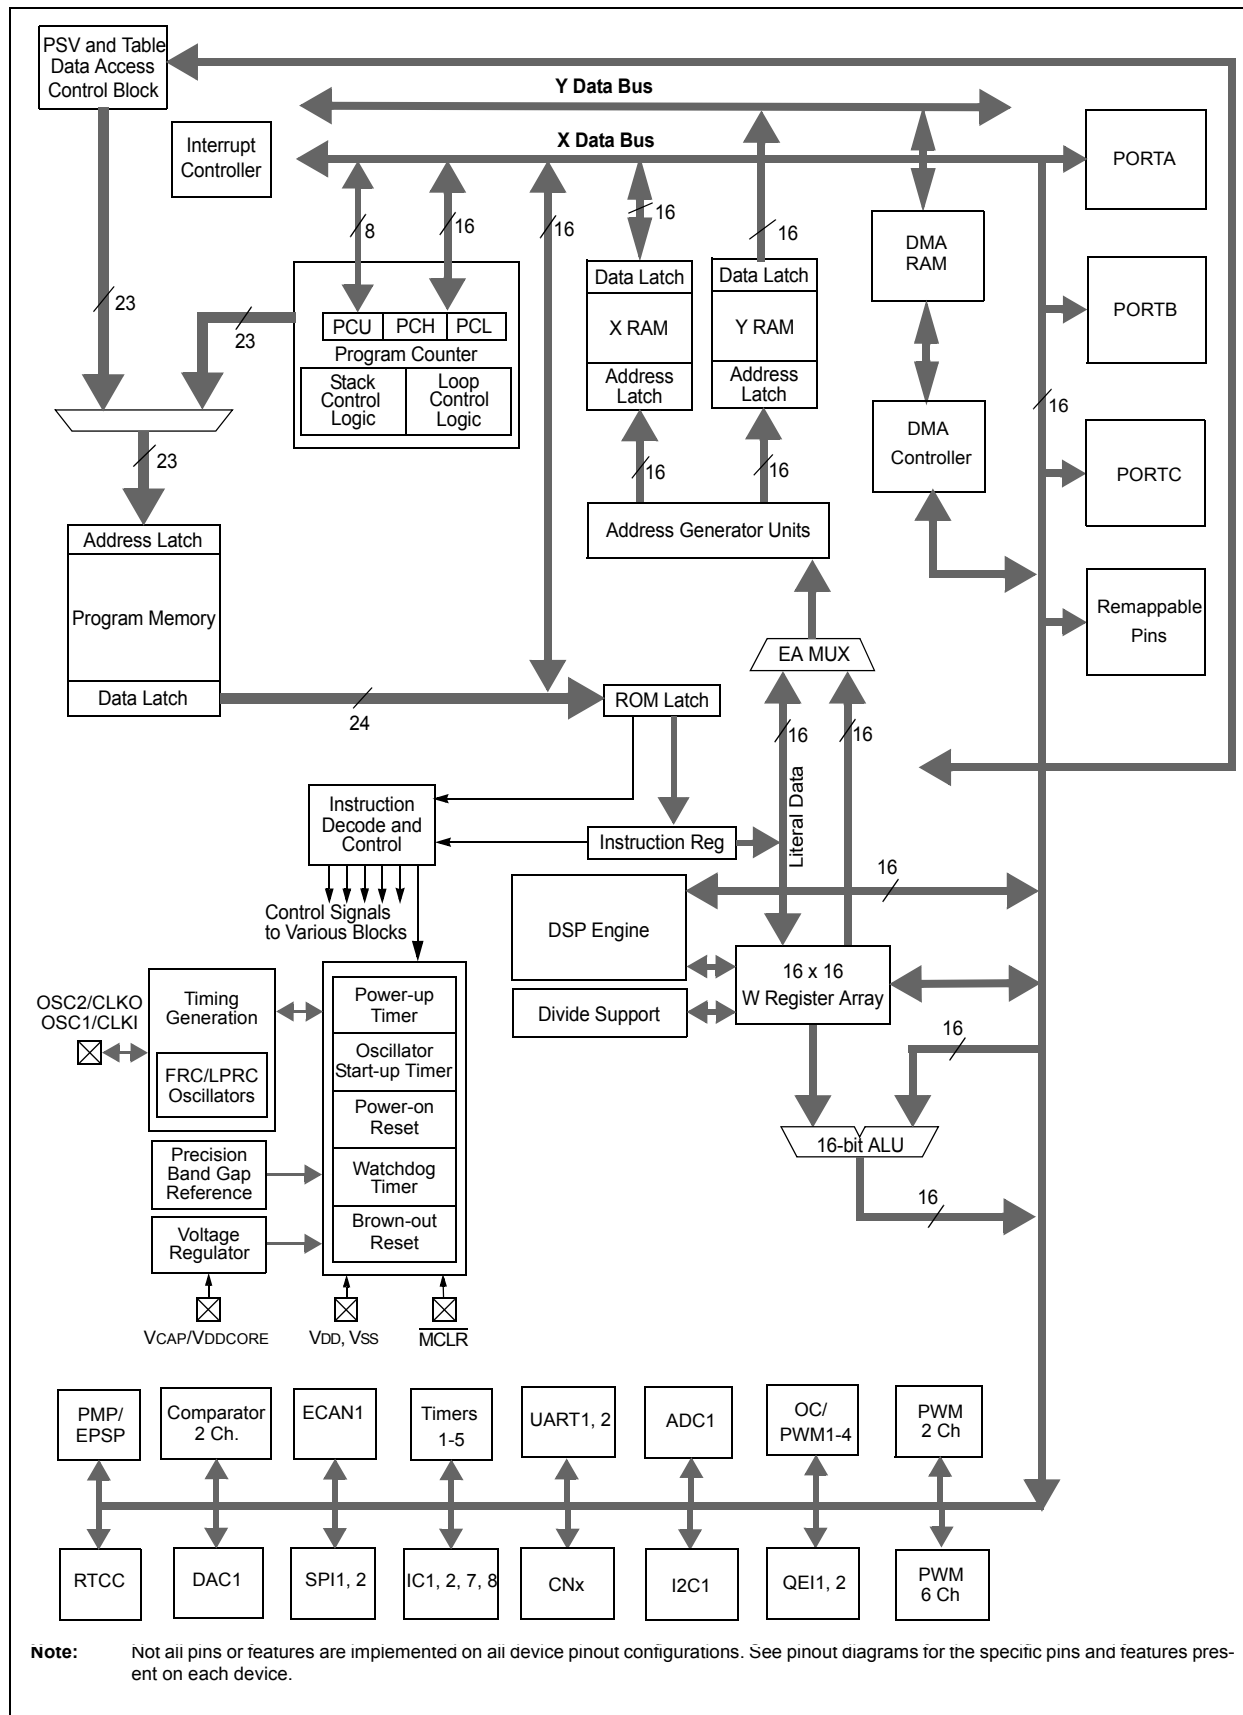 PSV and Table
Data Access
Control Block
Y Data Bus
Interrupt
Controller
X Data Bus
PORTA
8
16
16
16
16
DMA
RAM
23
23
Data Latch
X RAM
Address
Latch
Data Latch
Y RAM
Address
Latch
PORTB
PCU
PCH
PCL
Program Counter
Stack
Control
Logic
Loop
Control
Logic
16
DMA
Controller
23
16
16
PORTC
Address Generator Units
Address Latch
Program Memory
Data Latch
Remappable
Pins
EA MUX
24
ROM Latch
16
16
Literal Data
Instruction
Decode and
Control
Instruction Reg
16
Control Signals
to Various Blocks
DSP Engine
16 x 16
W Register Array
Divide Support
OSC2/CLKO
OSC1/CLKI
Timing
Generation
FRC/LPRC
Oscillators
Power-up
Timer
Oscillator
Start-up Timer
Power-on
Reset
Watchdog
Timer
Brown-out
Reset
16
16-bit ALU
16
Precision
Band Gap
Reference
Voltage
Regulator
VCAP/VDDCORE
VDD, VSS
MCLR
PMP/
EPSP
Comparator
2 Ch.
ECAN1
Timers
1-5
UART1, 2
ADC1
OC/
PWM1-4
PWM
2 Ch
RTCC
DAC1
SPI1, 2
IC1, 2, 7, 8
CNx
I2C1
QEI1, 2
PWM
6 Ch
Note: Not all pins or features are implemented on all device pinout configurations. See pinout diagrams for the specific pins and features pres-
ent on each device.